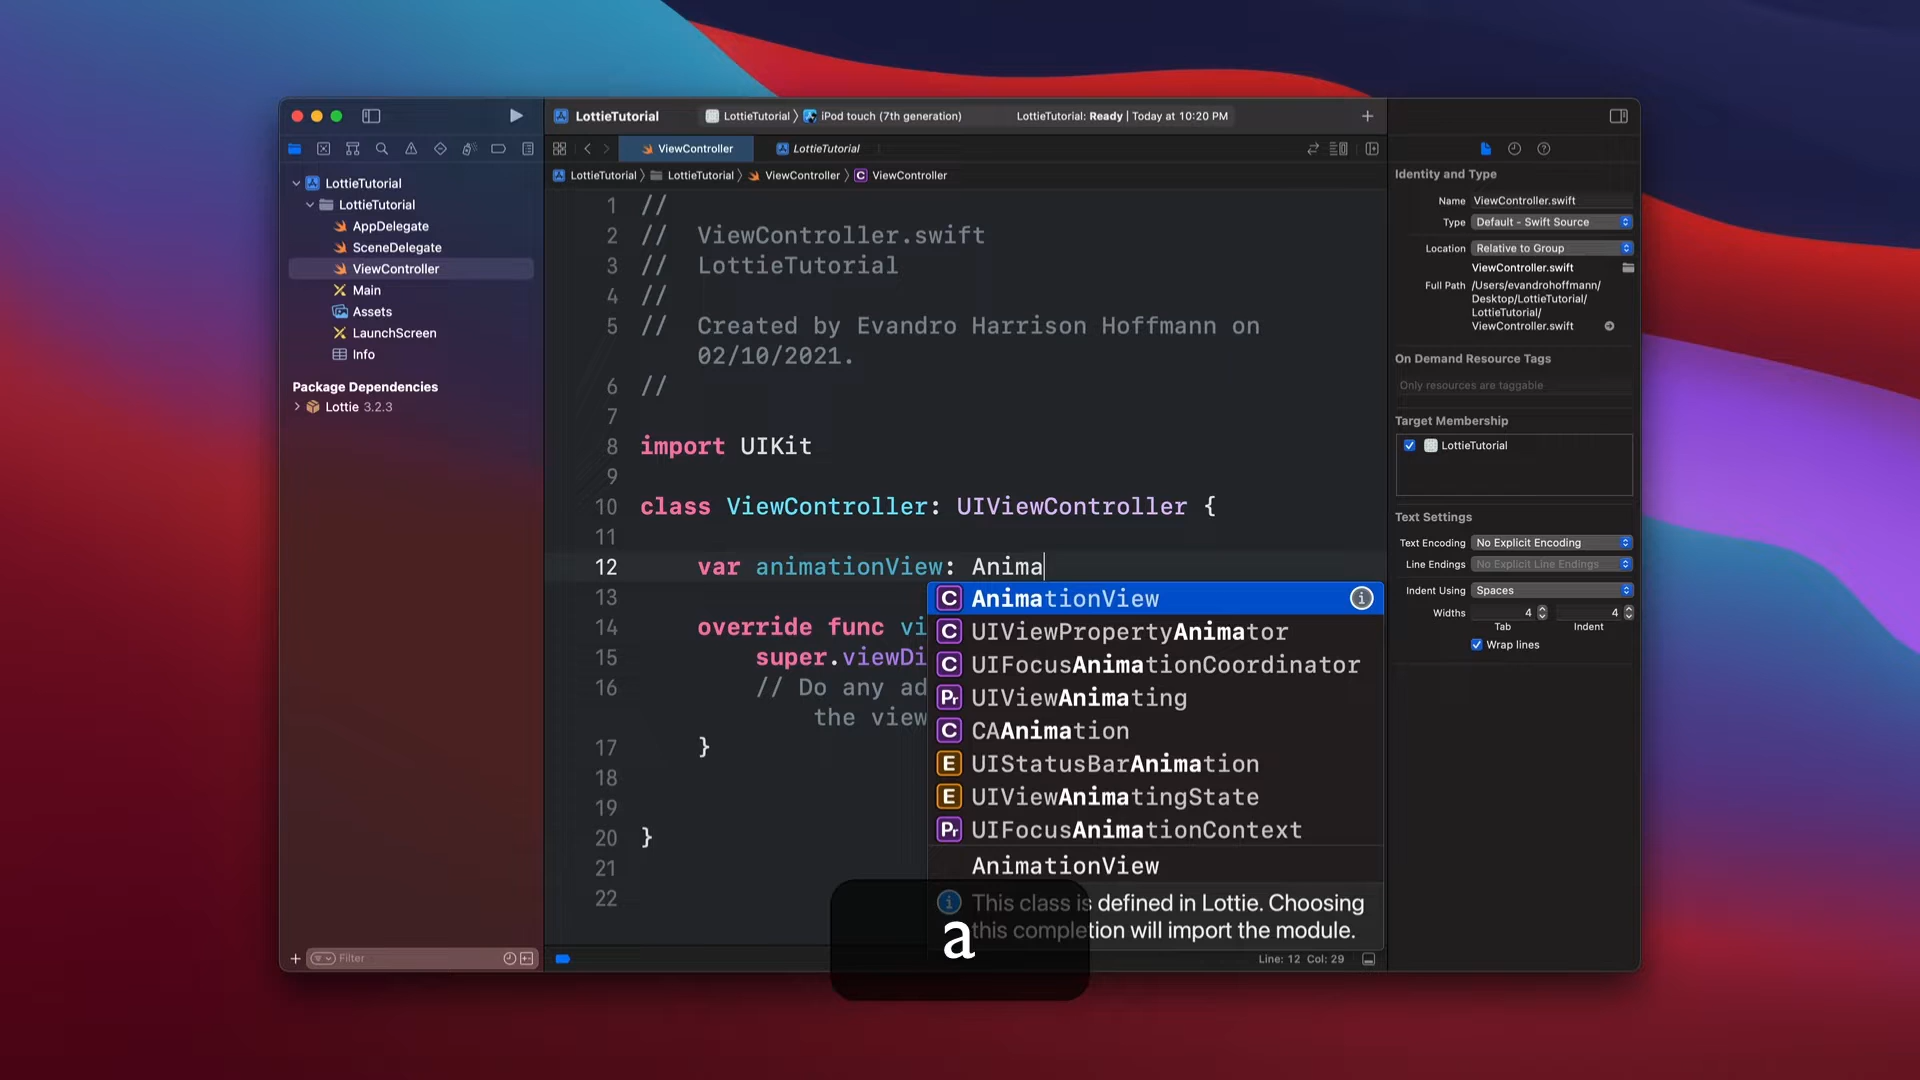 LottieTutorial
LottieTutorial 〉 iPod touch (7th generation)
LottieTutorial: Ready | Today at 10:20 PM
ViewController
LottieTutorial
LottieTutorial 〉 LottieTutorial 〉 ViewController 〉 C ViewController
LottieTutorial
LottieTutorial
AppDelegate
SceneDelegate
ViewController
Main
Assets
LaunchScreen
Info
Package Dependencies
Lottie 3.2.3
Filter
1 //
2 //  ViewController.swift
3 //  LottieTutorial
4 //
5 //  Created by Evandro Harrison Hoffmann on
02/10/2021.
6 //
7
8 import UIKit
9
10 class ViewController: UIViewController {
11
12 var animationView: Anima
13
14 override func vi
15 super.viewDi
16 // Do any ad
the view
17 }
18
19
20 }
21
22
C AnimationView
C UIViewPropertyAnimator
C UIFocusAnimationCoordinator
Pr UIViewAnimating
C CAAnimation
E UIStatusBarAnimation
E UIViewAnimatingState
Pr UIFocusAnimationContext
AnimationView
This class is defined in Lottie. Choosing
this completion will import the module.
a
Line: 12 Col: 29
Identity and Type
Name ViewController.swift
Type Default - Swift Source
Location Relative to Group
ViewController.swift
Full Path /Users/evandrohoffmann/
Desktop/LottieTutorial/
LottieTutorial/
ViewController.swift
On Demand Resource Tags
Only resources are taggable
Target Membership
LottieTutorial
Text Settings
Text Encoding No Explicit Encoding
Line Endings No Explicit Line Endings
Indent Using Spaces
Widths 4 4
Tab Indent
Wrap lines